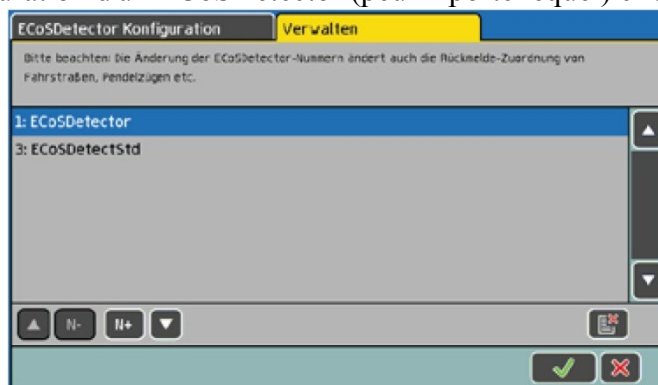 ECoSDetector Konfiguration
Verwalten
Bitte beachten: Die Änderung der ECoSDetector-Nummern ändert auch die Rückmelde-Zuordnung von
Fahrstraßen, Pendelzügen etc.
1: ECoSDetector
3: ECoSDetectStd
N-
N+